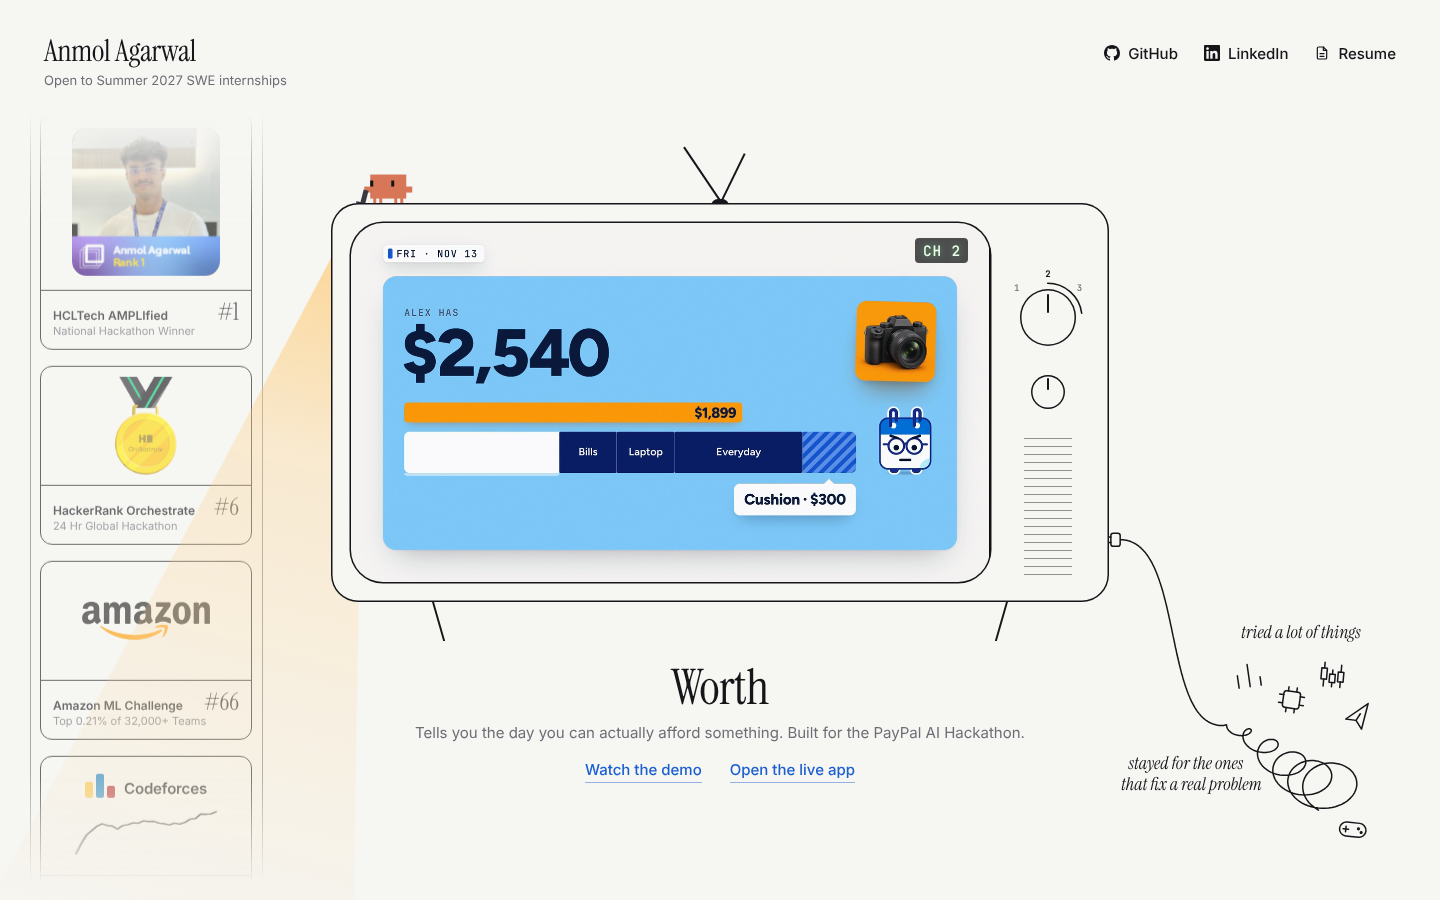 Anmol Agarwal
Open to Summer 2027 SWE internships
GitHub
LinkedIn
Resume
Anmol Agarwal
Rank 1
HCLTech AMPLIfied
National Hackathon Winner
#1
HackerRank Orchestrate
24 Hr Global Hackathon
#6
amazon
Amazon ML Challenge
Top 0.21% of 32,000+ Teams
#66
Codeforces
FRI · NOV 13
CH 2
ALEX HAS
$2,540
$1,899
Bills
Laptop
Everyday
Cushion · $300
1
2
3
Worth
Tells you the day you can actually afford something. Built for the PayPal AI Hackathon.
Watch the demo
Open the live app
tried a lot of things
stayed for the ones
that fix a real problem